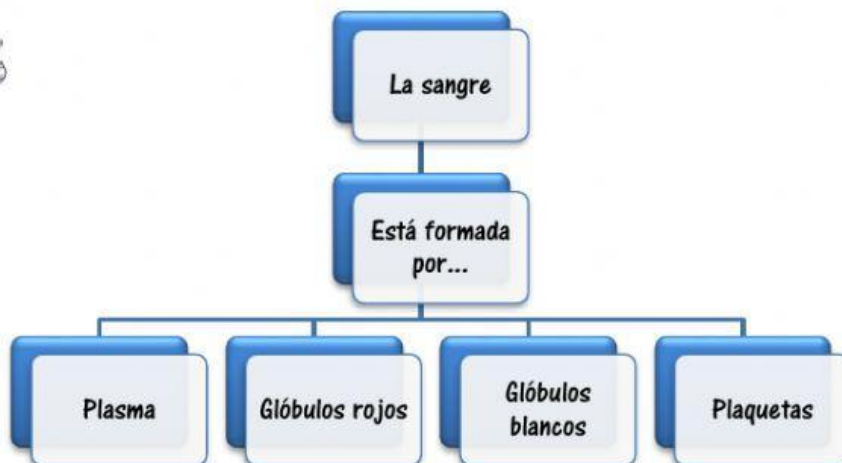 La sangre
Está formada
por...
Plasma
Glóbulos rojos
Glóbulos
blancos
Plaquetas